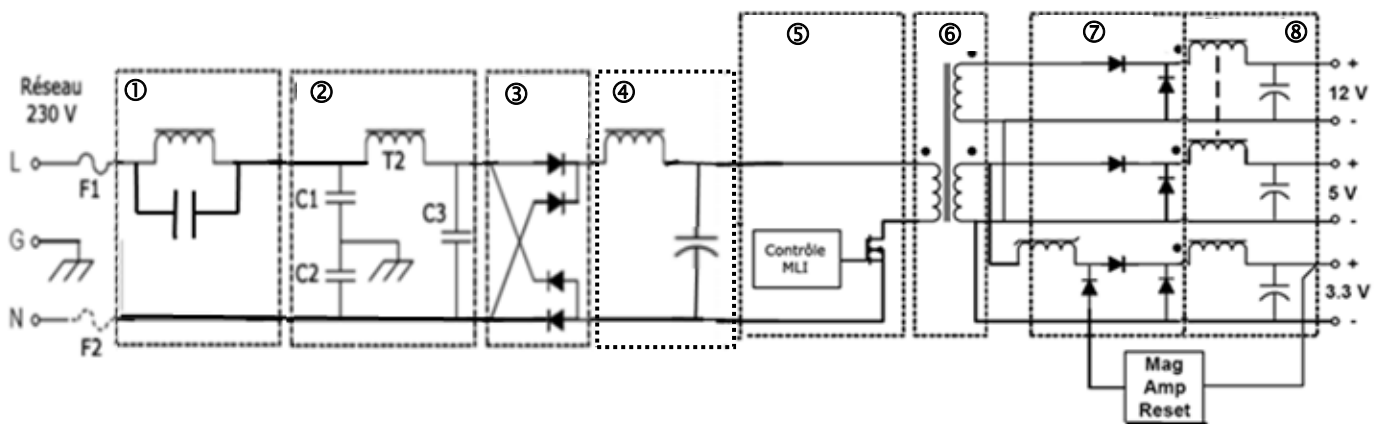 ①
②
③
④
⑤
⑥
⑦
⑧
Réseau
230 V
L
F1
G
N
F2
C1
C2
T2
C3
Contrôle
MLI
+
12 V
-
+
5 V
-
+
3.3 V
-
Mag
Amp
Reset